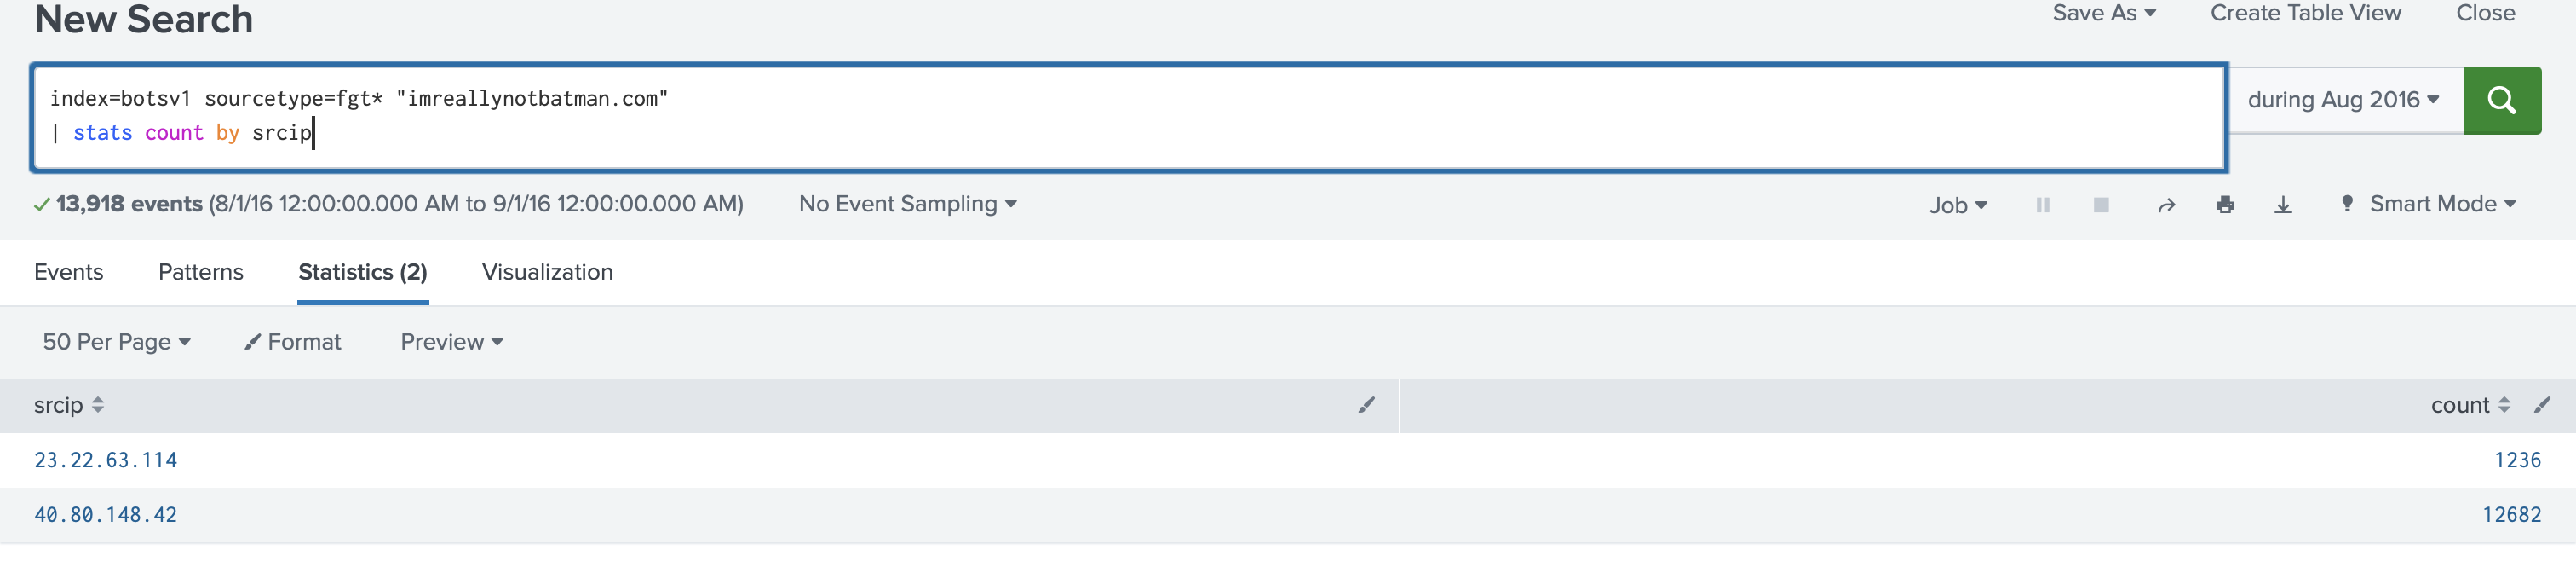 New Search
Save As Create Table View Close
index=botsv1 sourcetype=fgt* "imreallynotbatman.com"
| stats count by srcip
during Aug 2016
13,918 events (8/1/16 12:00:00.000 AM to 9/1/16 12:00:00.000 AM) No Event Sampling Job Smart Mode
Events Patterns Statistics (2) Visualization
50 Per Page Format Preview
srcip count
23.22.63.114 1236
40.80.148.42 12682